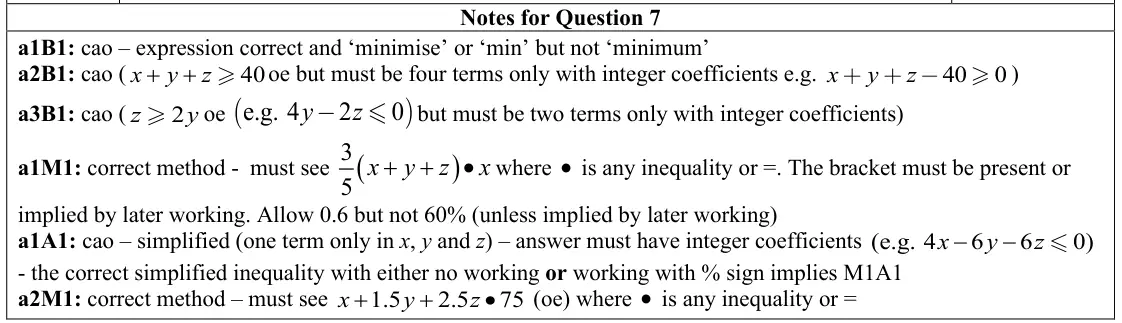 Notes for Question 7
a1B1: cao – expression correct and ‘minimise’ or ‘min’ but not ‘minimum’
a2B1: cao ( x + y + z ⩾ 40 oe but must be four terms only with integer coefficients e.g. x + y + z − 40 ⩾ 0 )
a3B1: cao ( z ⩾ 2y oe (e.g. 4y − 2z ⩽ 0) but must be two terms only with integer coefficients)
a1M1: correct method - must see 3/5 (x + y + z) • x where • is any inequality or =. The bracket must be present or
implied by later working. Allow 0.6 but not 60% (unless implied by later working)
a1A1: cao – simplified (one term only in x, y and z) – answer must have integer coefficients (e.g. 4x − 6y − 6z ⩽ 0)
- the correct simplified inequality with either no working or working with % sign implies M1A1
a2M1: correct method – must see x + 1.5y + 2.5z • 75 (oe) where • is any inequality or =